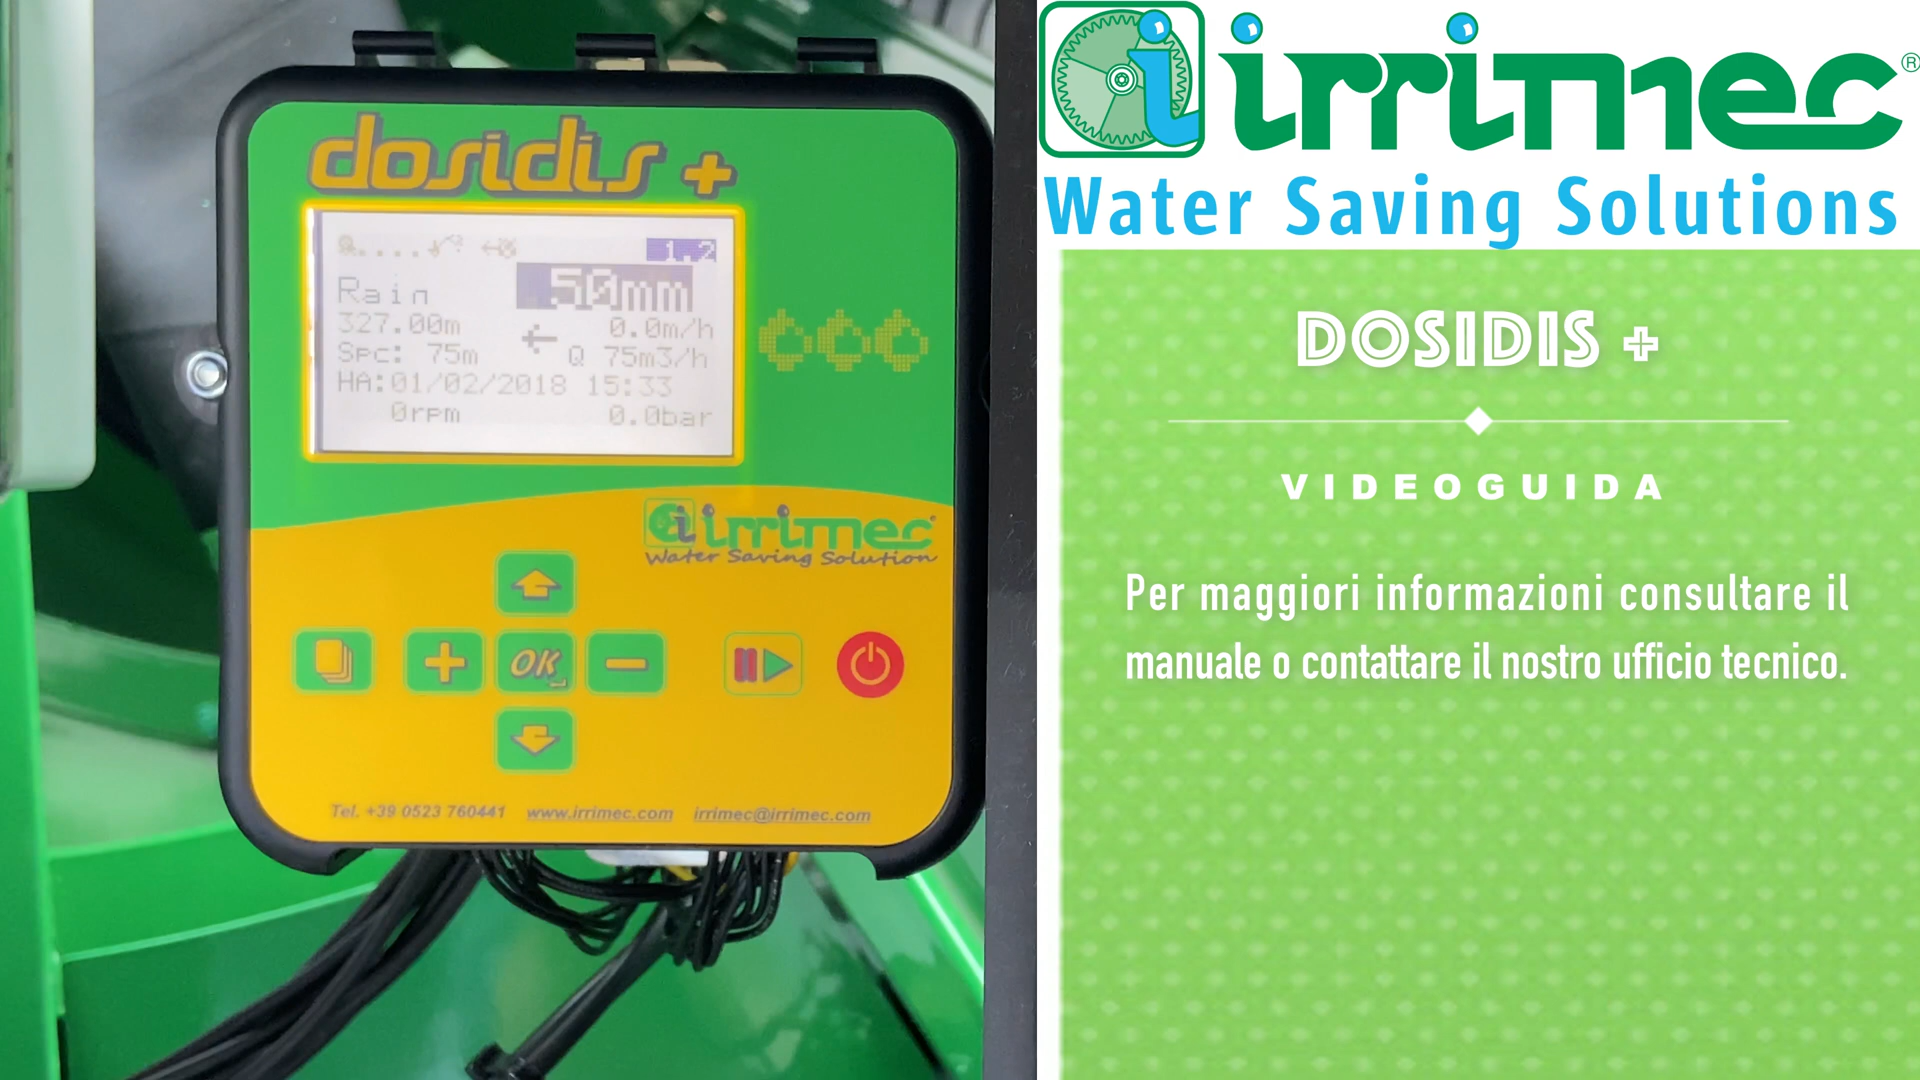 dosidis +
1.2
Rain 50mm
327.00m 0.0m/h
Spc: 75m Q 75m3/h
HA:01/02/2018 15:33
0rpm 0.0bar
irrimec
Water Saving Solution
OK
Tel. +39 0523 760441 www.irrimec.com irrimec@irrimec.com
irrimec®
Water Saving Solutions
DOSIDIS +
VIDEOGUIDA
Per maggiori informazioni consultare il
manuale o contattare il nostro ufficio tecnico.